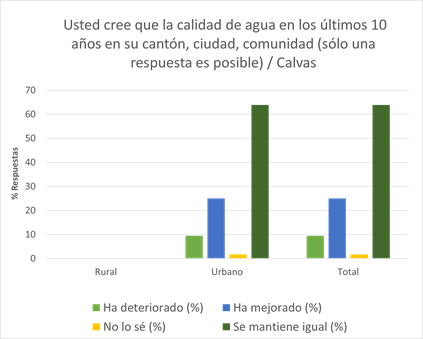 Usted cree que la calidad de agua en los últimos 10
años en su cantón, ciudad, comunidad (sólo una
respuesta es posible) / Calvas
% Respuestas
70
60
50
40
30
20
10
0
Rural Urbano Total
Ha deteriorado (%) Ha mejorado (%)
No lo sé (%) Se mantiene igual (%)